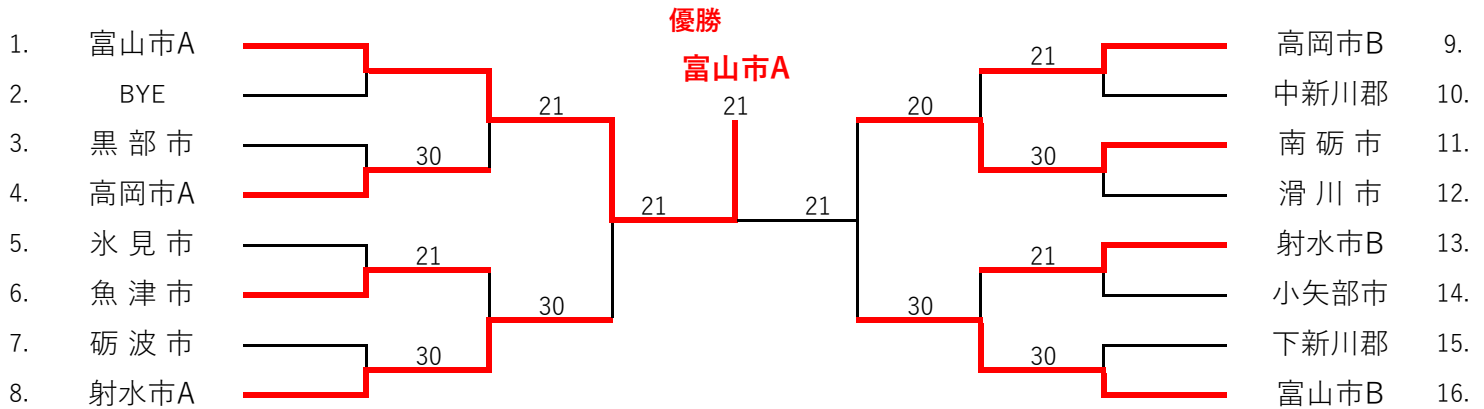 優勝
富山市A
1. 富山市A
2. BYE
3. 黒部市
4. 高岡市A
5. 氷見市
6. 魚津市
7. 砺波市
8. 射水市A
30
21
30
21
30
21
21
21
20
30
21
30
21
30
高岡市B 9.
中新川郡 10.
南砺市 11.
滑川市 12.
射水市B 13.
小矢部市 14.
下新川郡 15.
富山市B 16.